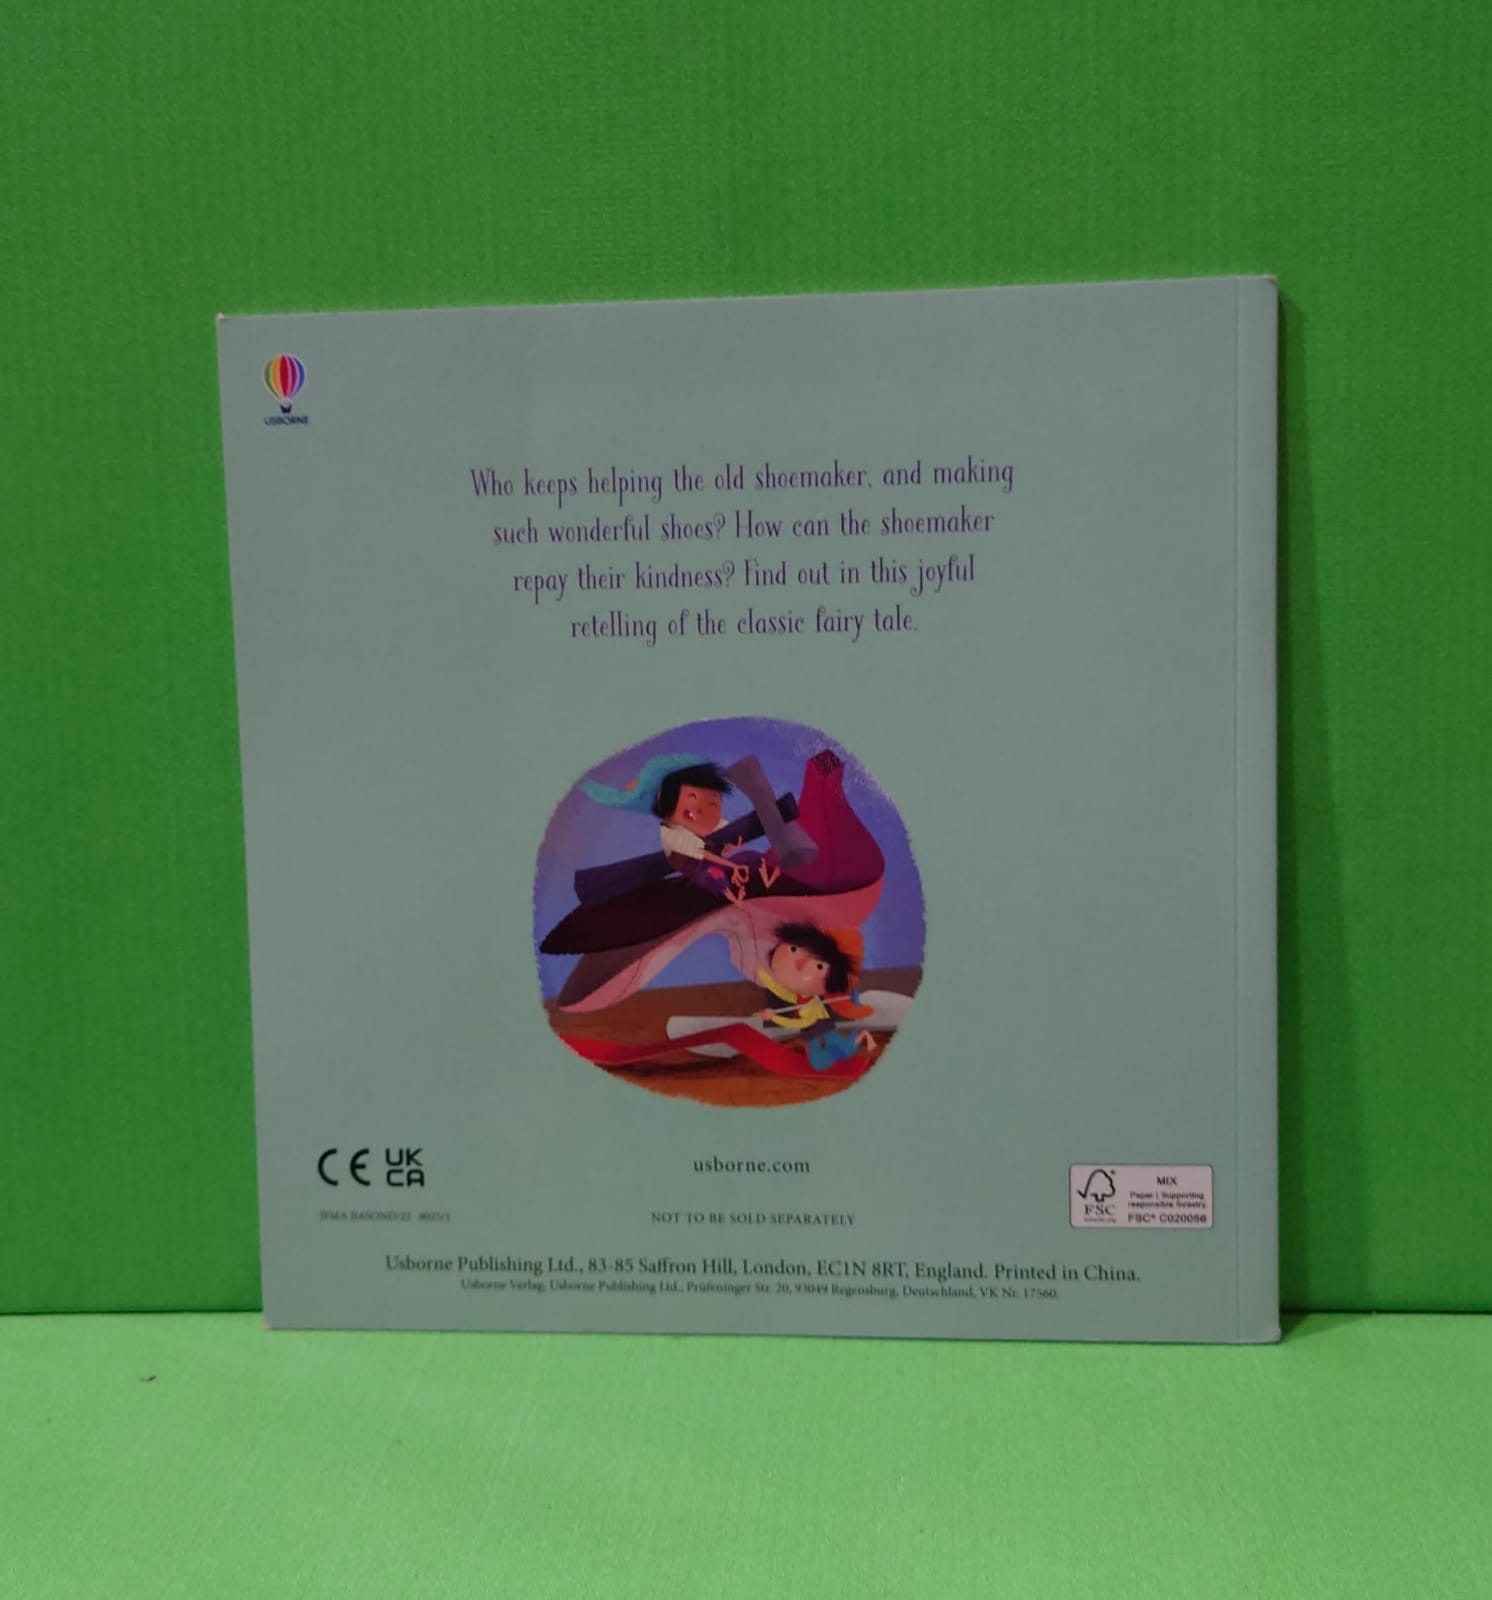 USBORNE
Who keeps helping the old shoemaker, and making
such wonderful shoes? How can the shoemaker
repay their kindness? Find out in this joyful
retelling of the classic fairy tale.
CE UK
CA
usborne.com
MIX
Paper | Supporting
responsible forestry
FSC
FSC® C020056
NOT TO BE SOLD SEPARATELY
Usborne Publishing Ltd., 83-85 Saffron Hill, London, EC1N 8RT, England. Printed in China.
Usborne Verlag, Usborne Publishing Ltd., Prüfeninger Str. 20, 93049 Regensburg, Deutschland, VK Nr. 17560.